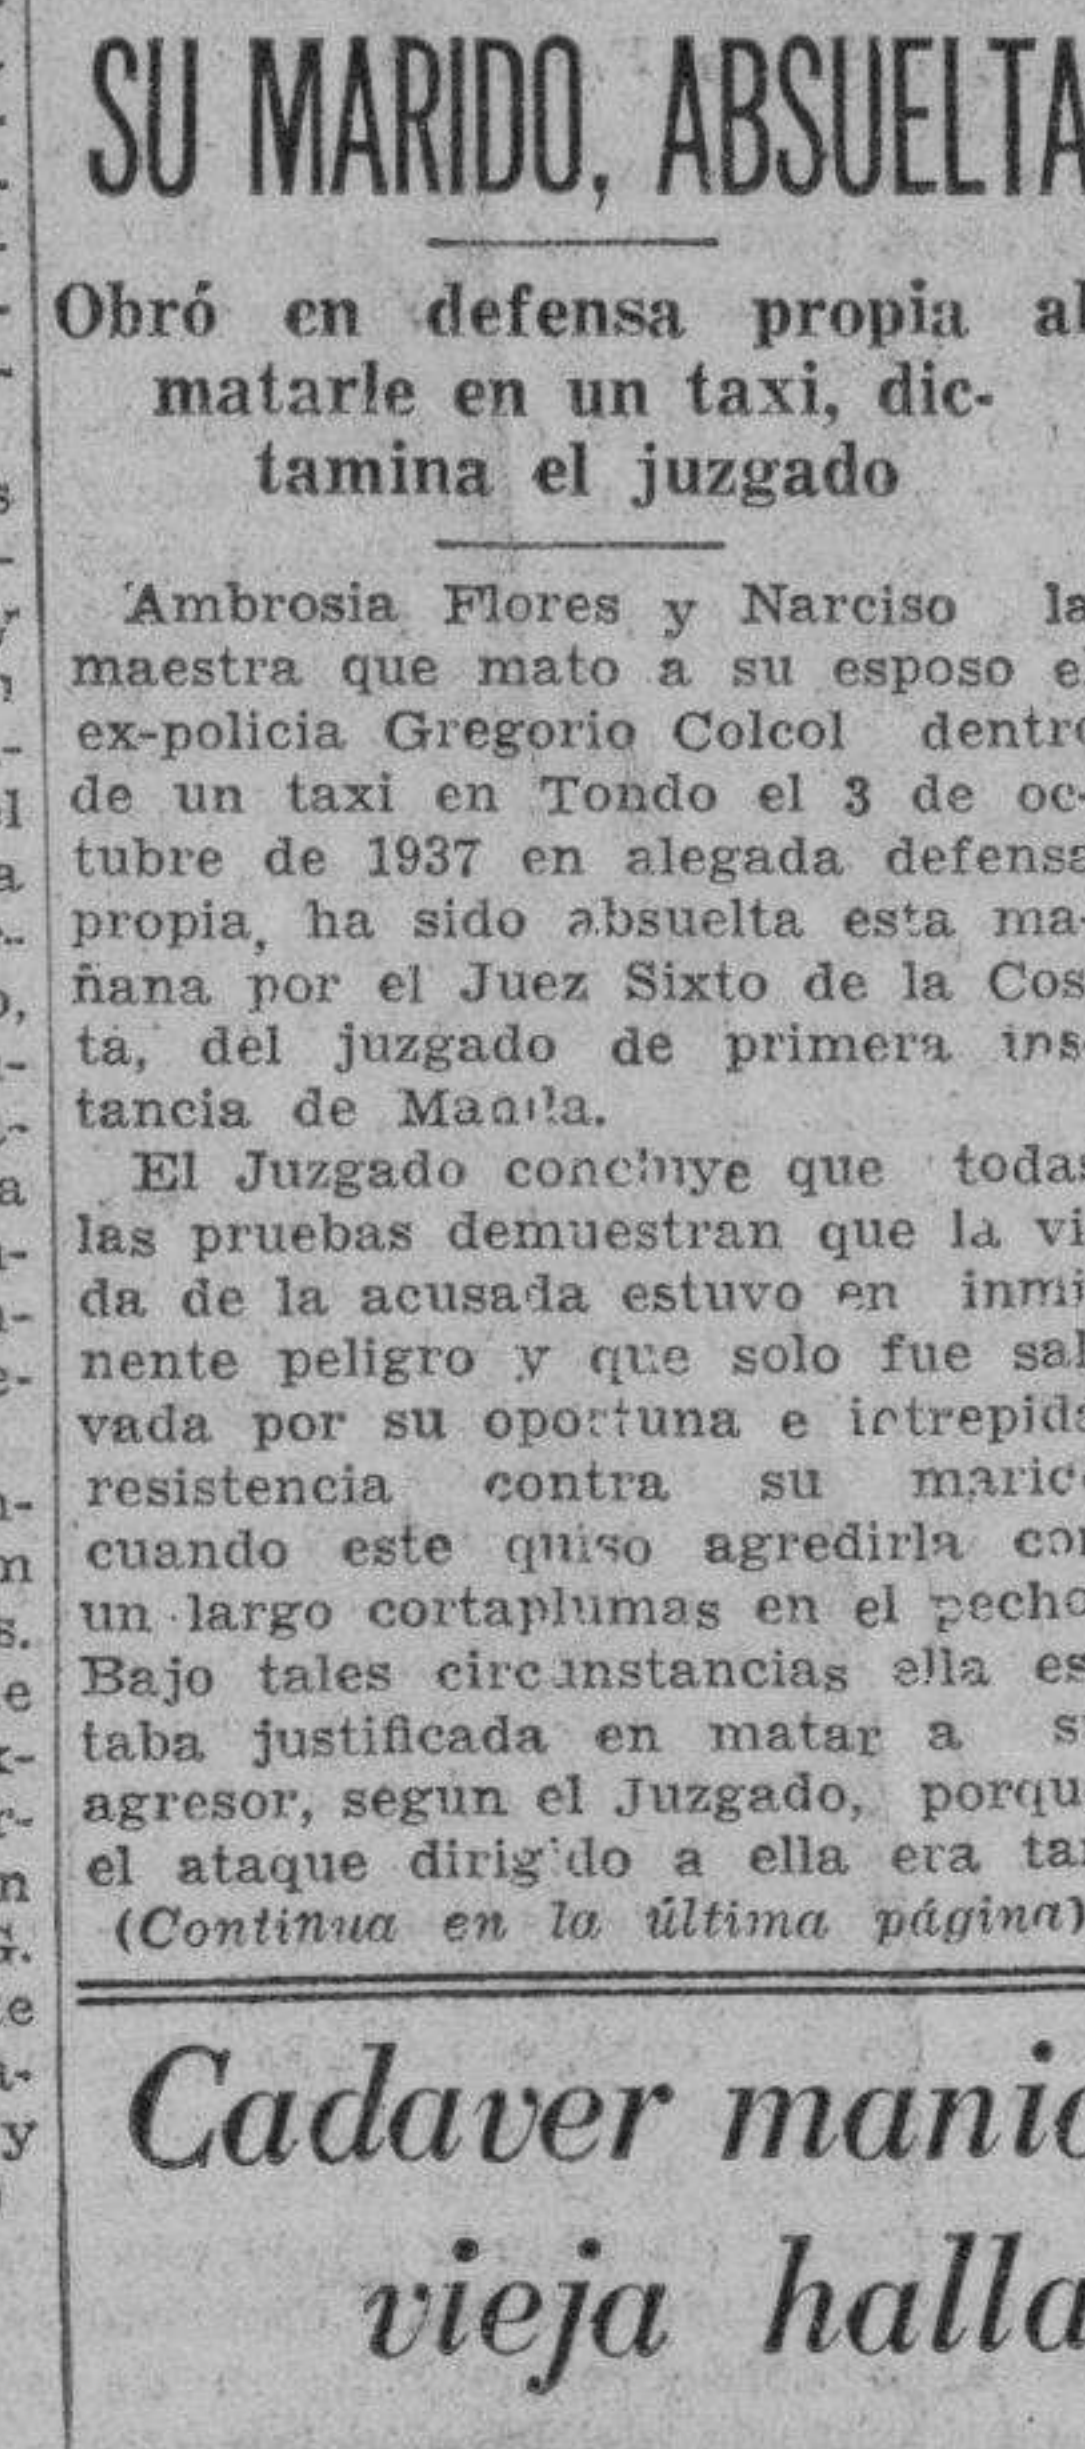 SU MARIDO, ABSUELTA
Obró en defensa propia al
matarle en un taxi, dic-
tamina el juzgado
Ambrosia Flores y Narciso la
maestra que mato a su esposo el
ex-policia Gregorio Colcol dentro
de un taxi en Tondo el 3 de oc-
tubre de 1937 en alegada defensa
propia, ha sido absuelta esta ma-
ñana por el Juez Sixto de la Cos-
ta, del juzgado de primera ins-
tancia de Manila.
El Juzgado concluye que todas
las pruebas demuestran que la vi-
da de la acusada estuvo en inmi-
nente peligro y que solo fue sal-
vada por su oportuna e intrepida
resistencia contra su
cuando este quiso agredirla con
un largo cortaplumas en el pecho
Bajo tales circunstancias ella es-
taba justificada en matar a
agresor, segun el Juzgado,
el ataque dirigido a ella era
(Continua en la última página)
Cadaver
vieja